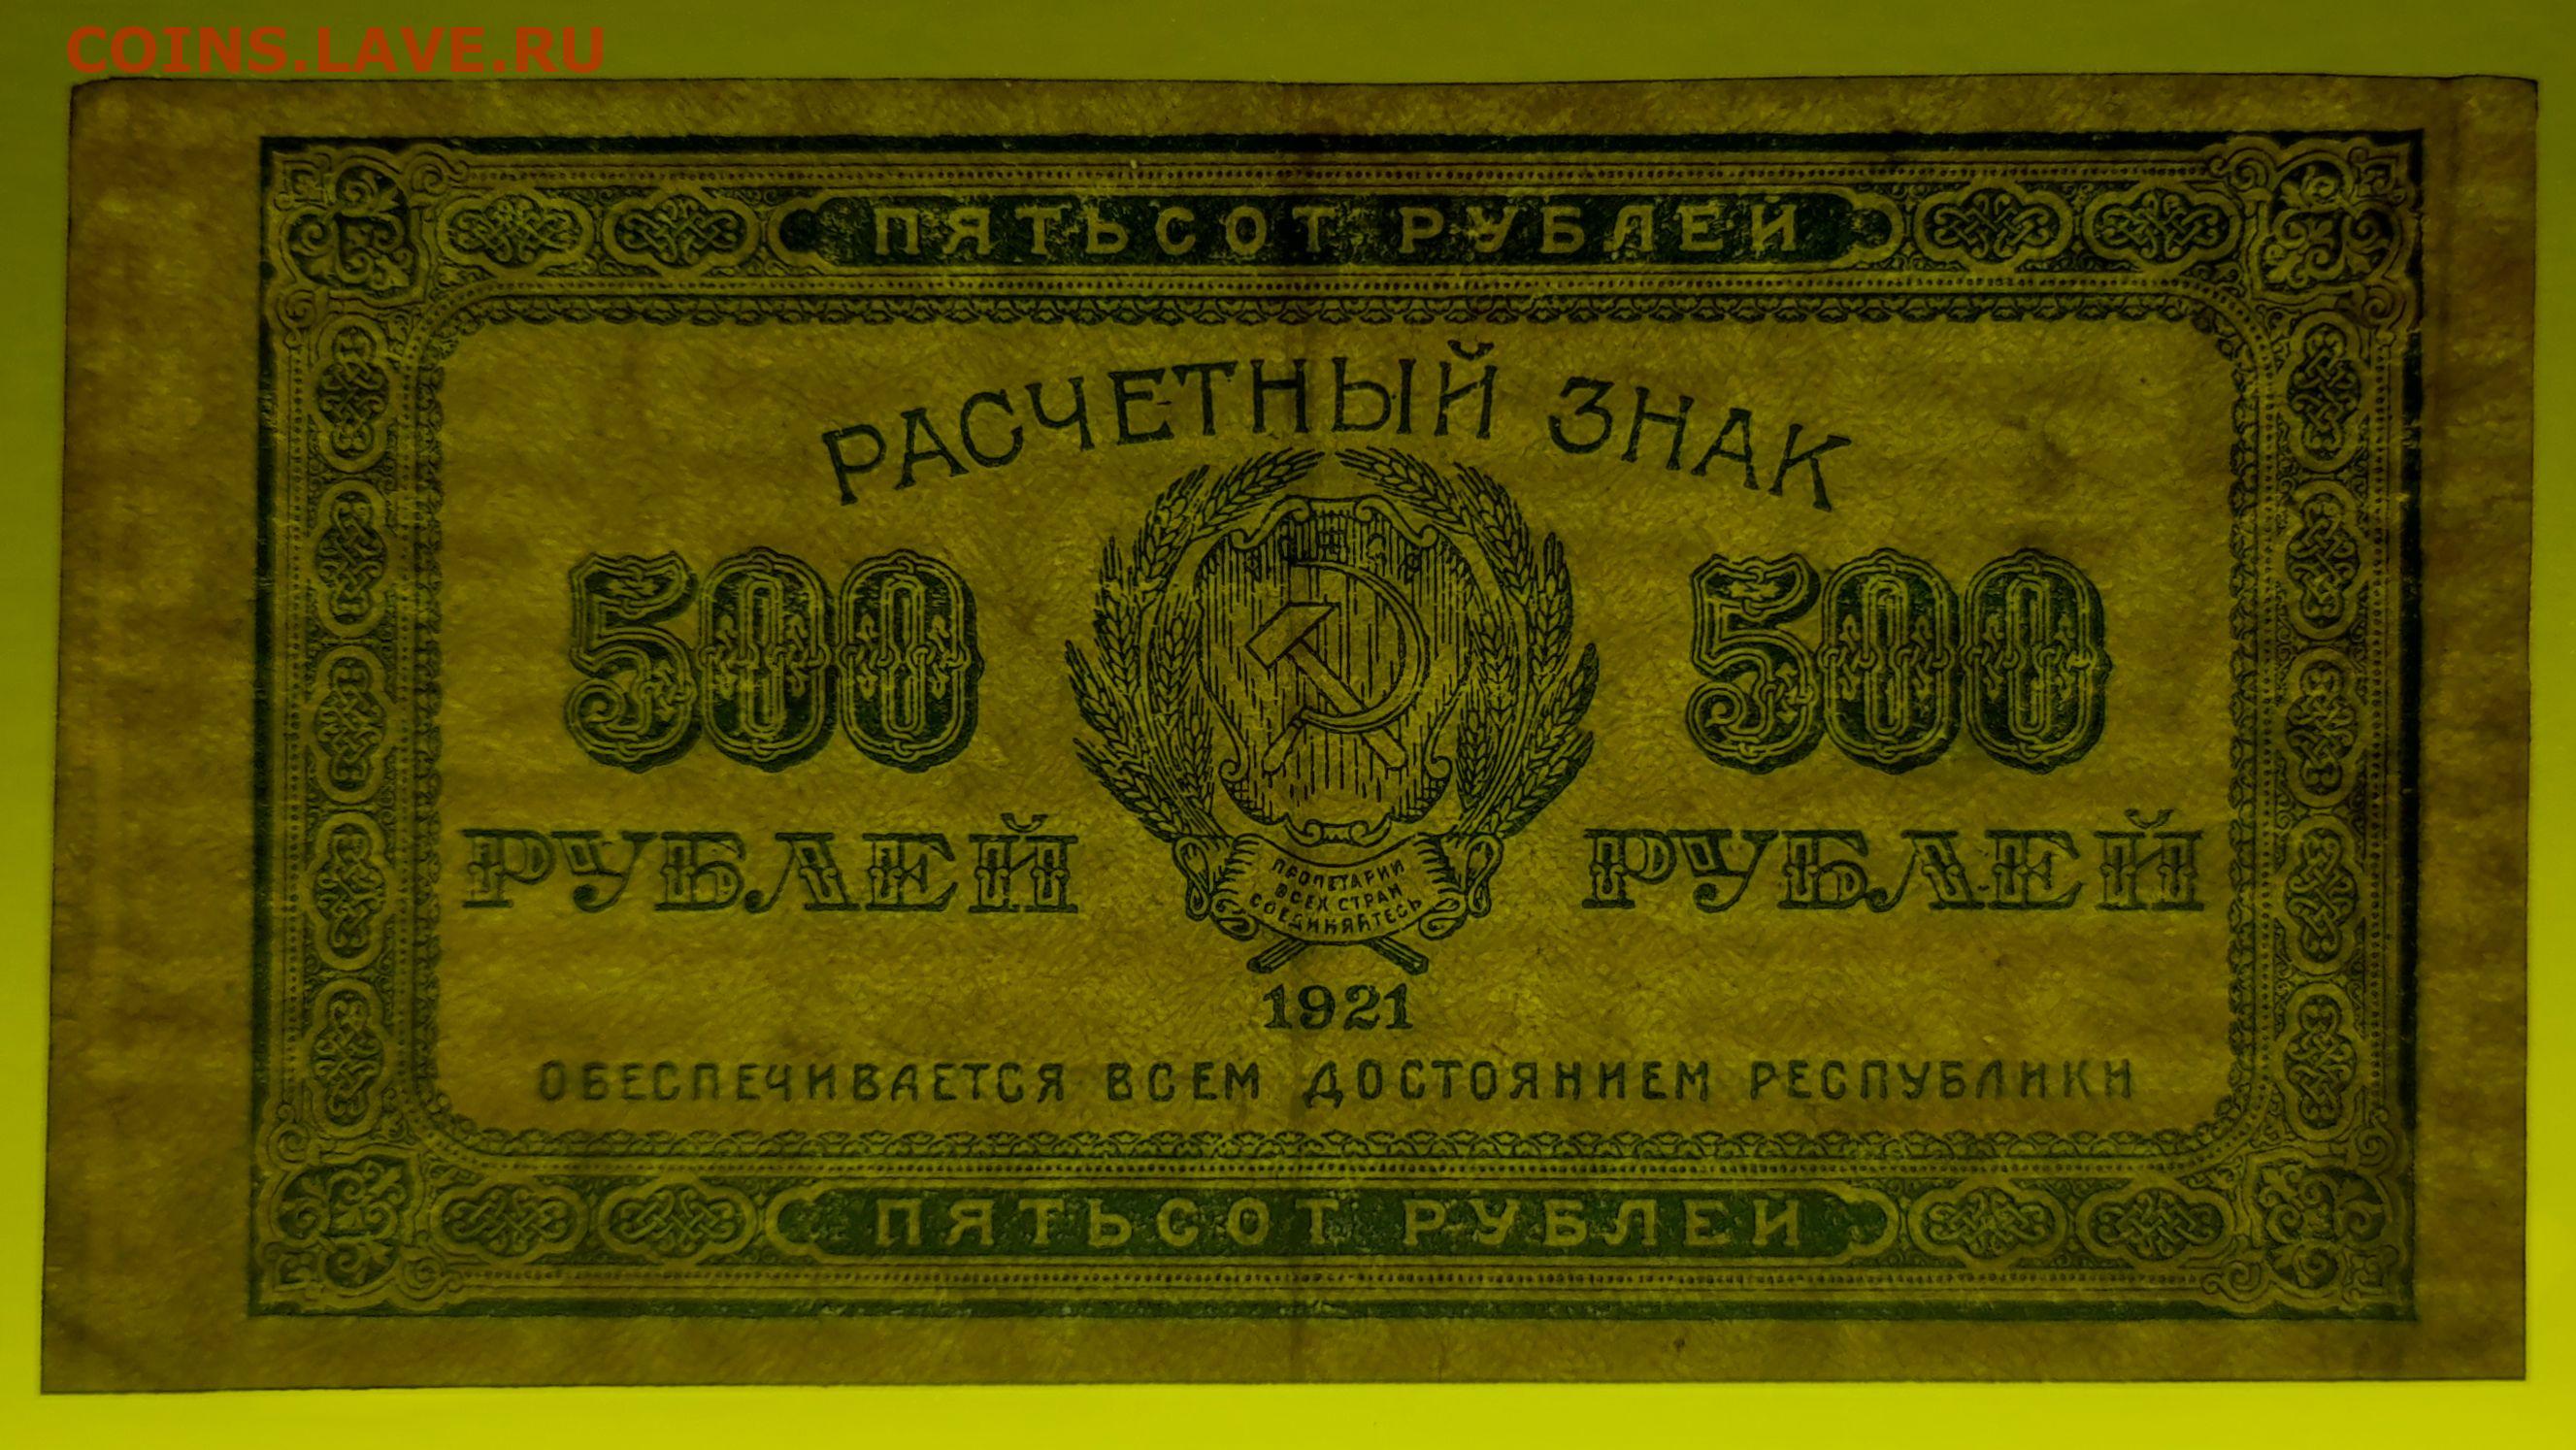 COINS.LAVE.RU
ПЯТЬСОТ РУБЛЕЙ
РАСЧЕТНЫЙ ЗНАК
500 500
РУБЛЕЙ РУБЛЕЙ
ПРОЛЕТАРИИ
ВСЕХ СТРАН
СОЕДИНЯЙТЕСЬ
1921
ОБЕСПЕЧИВАЕТСЯ ВСЕМ ДОСТОЯНИЕМ РЕСПУБЛИКИ
ПЯТЬСОТ РУБЛЕЙ